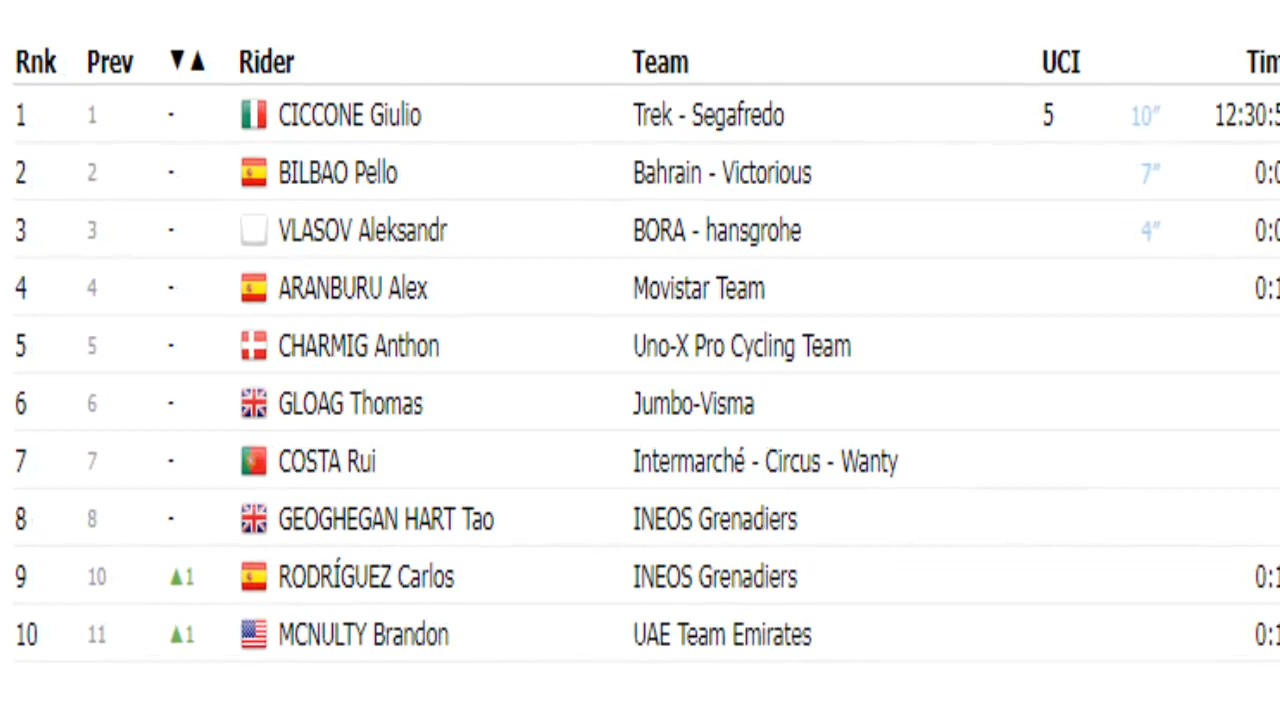 Rnk Prev ▼▲ Rider Team UCI Tim
1 1 - CICCONE Giulio Trek - Segafredo 5 10″ 12:30:5
2 2 - BILBAO Pello Bahrain - Victorious 7″ 0:0
3 3 - VLASOV Aleksandr BORA - hansgrohe 4″ 0:0
4 4 - ARANBURU Alex Movistar Team 0:1
5 5 - CHARMIG Anthon Uno-X Pro Cycling Team
6 6 - GLOAG Thomas Jumbo-Visma
7 7 - COSTA Rui Intermarché - Circus - Wanty
8 8 - GEOGHEGAN HART Tao INEOS Grenadiers
9 10 ▲1 RODRÍGUEZ Carlos INEOS Grenadiers 0:1
10 11 ▲1 MCNULTY Brandon UAE Team Emirates 0:1